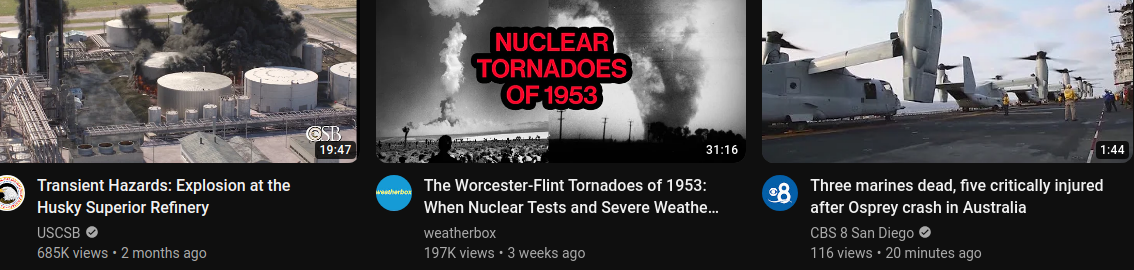 ©SB
19:47
Transient Hazards: Explosion at the
Husky Superior Refinery
USCSB
685K views • 2 months ago
NUCLEAR
TORNADOES
OF 1953
31:16
weatherbox
The Worcester-Flint Tornadoes of 1953:
When Nuclear Tests and Severe Weathe…
weatherbox
197K views • 3 weeks ago
1:44
8
Three marines dead, five critically injured
after Osprey crash in Australia
CBS 8 San Diego
116 views • 20 minutes ago